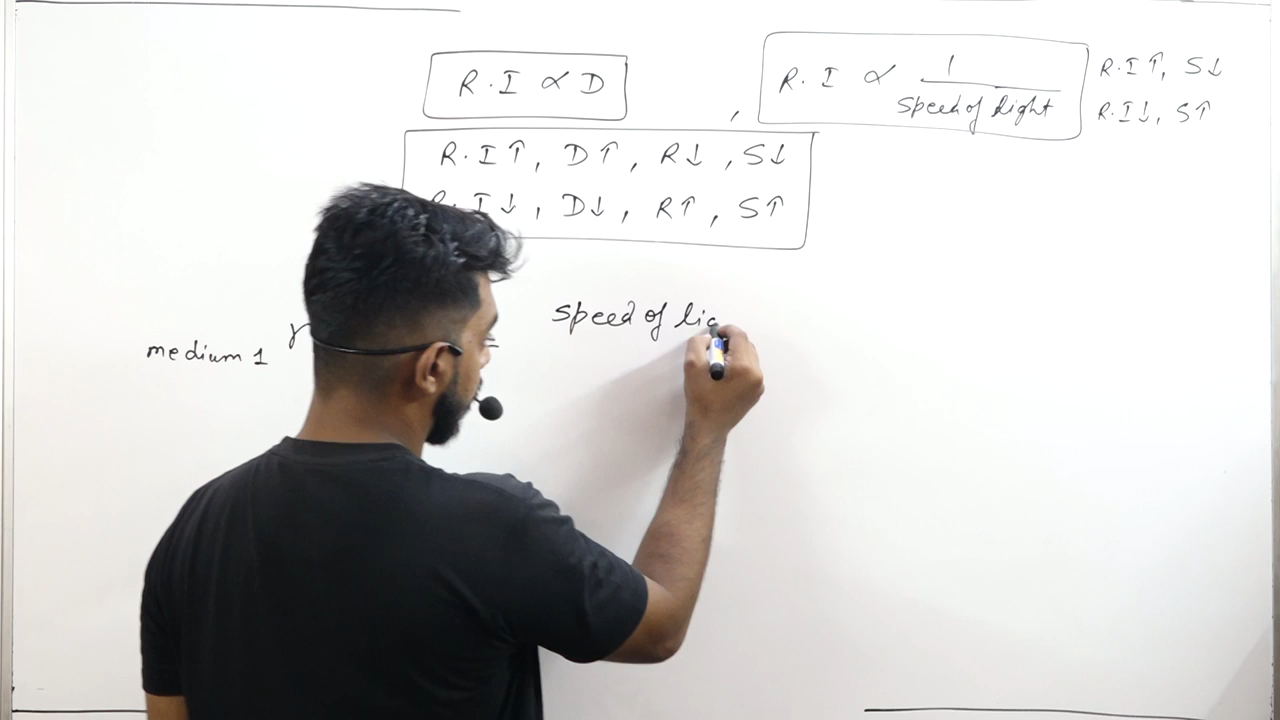 R.I ∝ D
, R.I ∝ 1/speed of light
R.I↑, S↓
R.I↓, S↑
R.I↑, D↑, R↓, S↓
I↓, D↓, R↑, S↑
speed of lig
medium 1